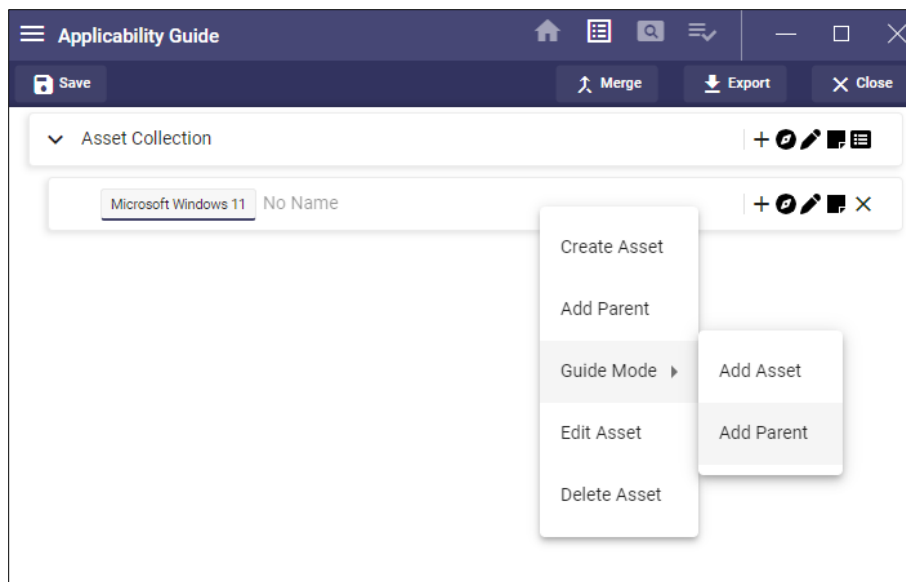 Applicability Guide
Save
Merge
Export
Close
Asset Collection
Microsoft Windows 11 No Name
Create Asset
Add Parent
Guide Mode
Add Asset
Add Parent
Edit Asset
Delete Asset